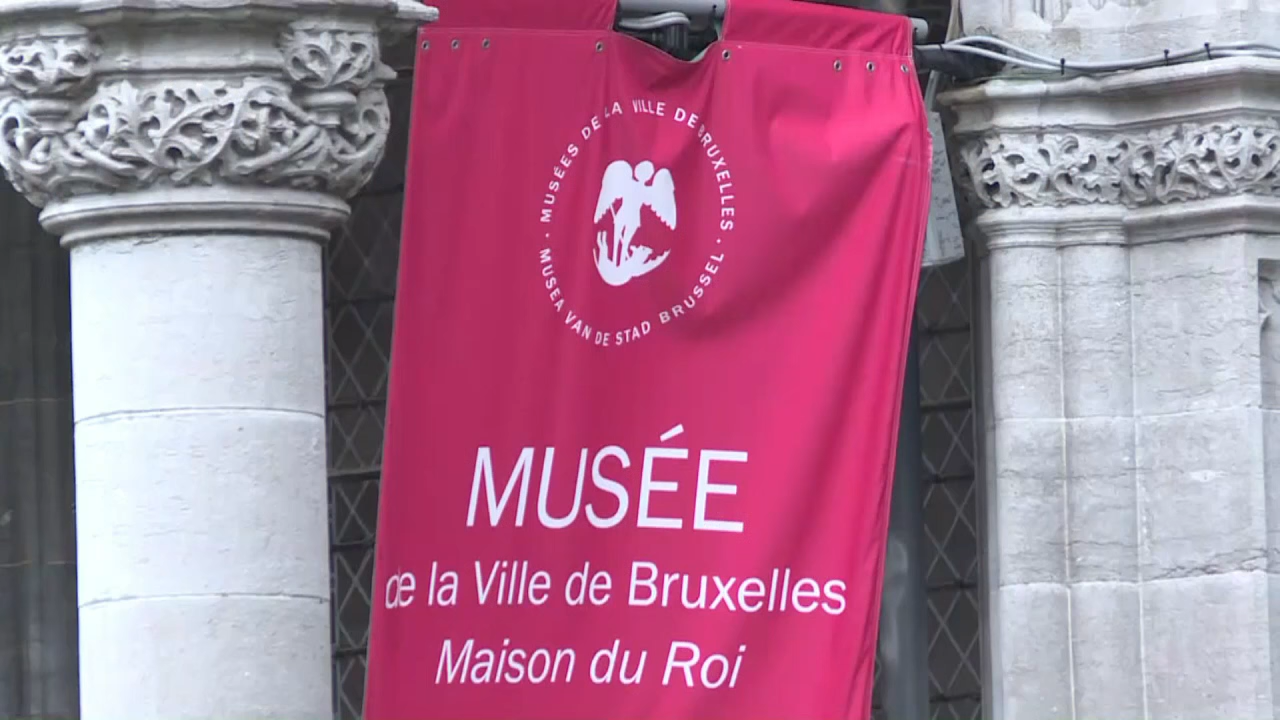 · MUSÉES DE LA VILLE DE BRUXELLES ·
MUSEA VAN DE STAD BRUSSEL
MUSÉE
de la Ville de Bruxelles
Maison du Roi